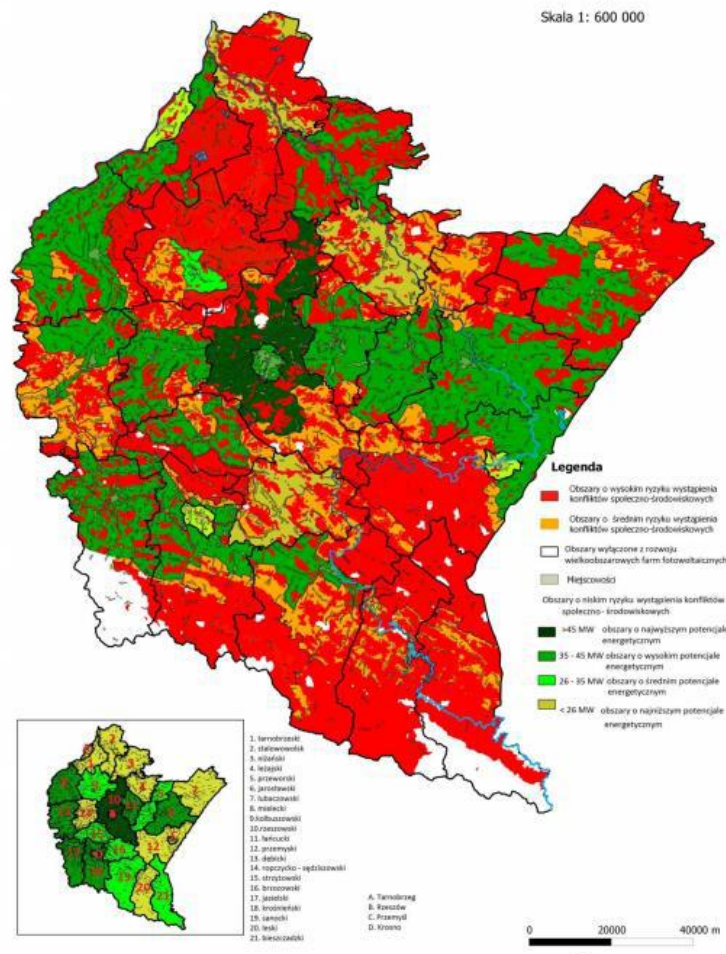 Skala 1: 600 000
Legenda
Obszary o wysokim ryzyku wystąpienia
konfliktów społeczno-środowiskowych
Obszary o średnim ryzyku wystąpienia
konfliktów społeczno-środowiskowych
Obszary wyłączone z rozwoju
wielkoobszarowych farm fotowoltaicznych
Miejscowości
Obszary o niskim ryzyku wystąpienia konfliktów
społeczno - środowiskowych
>45 MW obszary o najwyższym potencjale
energetycznym
35 - 45 MW obszary o wysokim potencjale
energetycznym
26 - 35 MW obszary o średnim potencjale
energetycznym
< 26 MW obszary o najniższym potencjale
energetycznym
1. tarnobrzeski
2. stalowowolski
3. niżański
4. leżajski
5. przeworski
6. jarosławski
7. lubaczowski
8. mielecki
9.kolbuszowski
10.rzeszowski
11. łańcucki
12. przemyski
13. dębicki
14. ropczycko - sędziszowski
15. strzyżowski
16. brzozowski
17. jasielski
18. krośnieński
19. sanocki
20. leski
21. bieszczadzki
A. Tarnobrzeg
B. Rzeszów
C. Przemyśl
D. Krosno
0 20000 40000 m